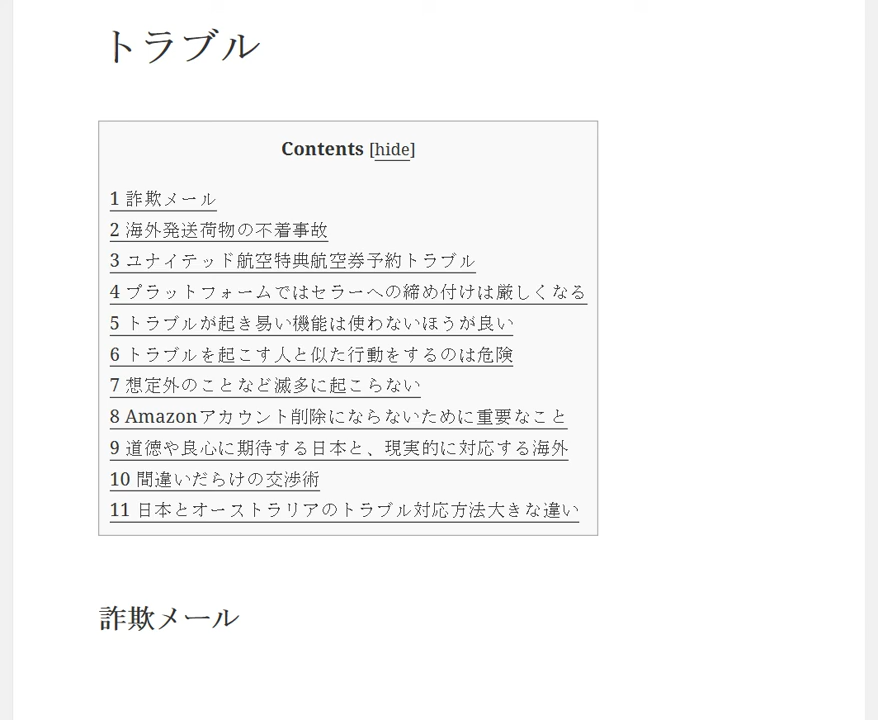 トラブル
Contents [hide]
1 詐欺メール
2 海外発送荷物の不着事故
3 ユナイテッド航空特典航空券予約トラブル
4 プラットフォームではセラーへの締め付けは厳しくなる
5 トラブルが起き易い機能は使わないほうが良い
6 トラブルを起こす人と似た行動をするのは危険
7 想定外のことなど滅多に起こらない
8 Amazonアカウント削除にならないために重要なこと
9 道徳や良心に期待する日本と、現実的に対応する海外
10 間違いだらけの交渉術
11 日本とオーストラリアのトラブル対応方法大きな違い
詐欺メール